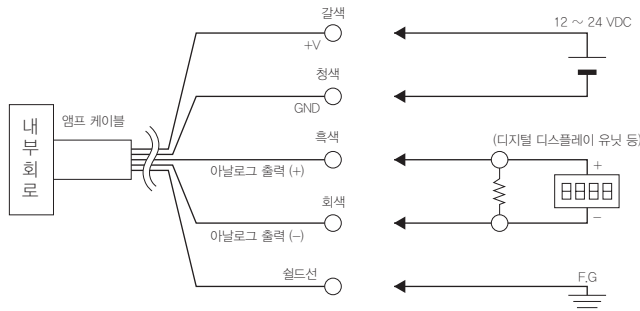 갈색
+V
12 ~ 24 VDC
청색
GND
앰프 케이블
내부회로
흑색
아날로그 출력 (+)
(디지털 디스플레이 유닛 등)
+
8888
−
회색
아날로그 출력 (−)
쉴드선
F.G